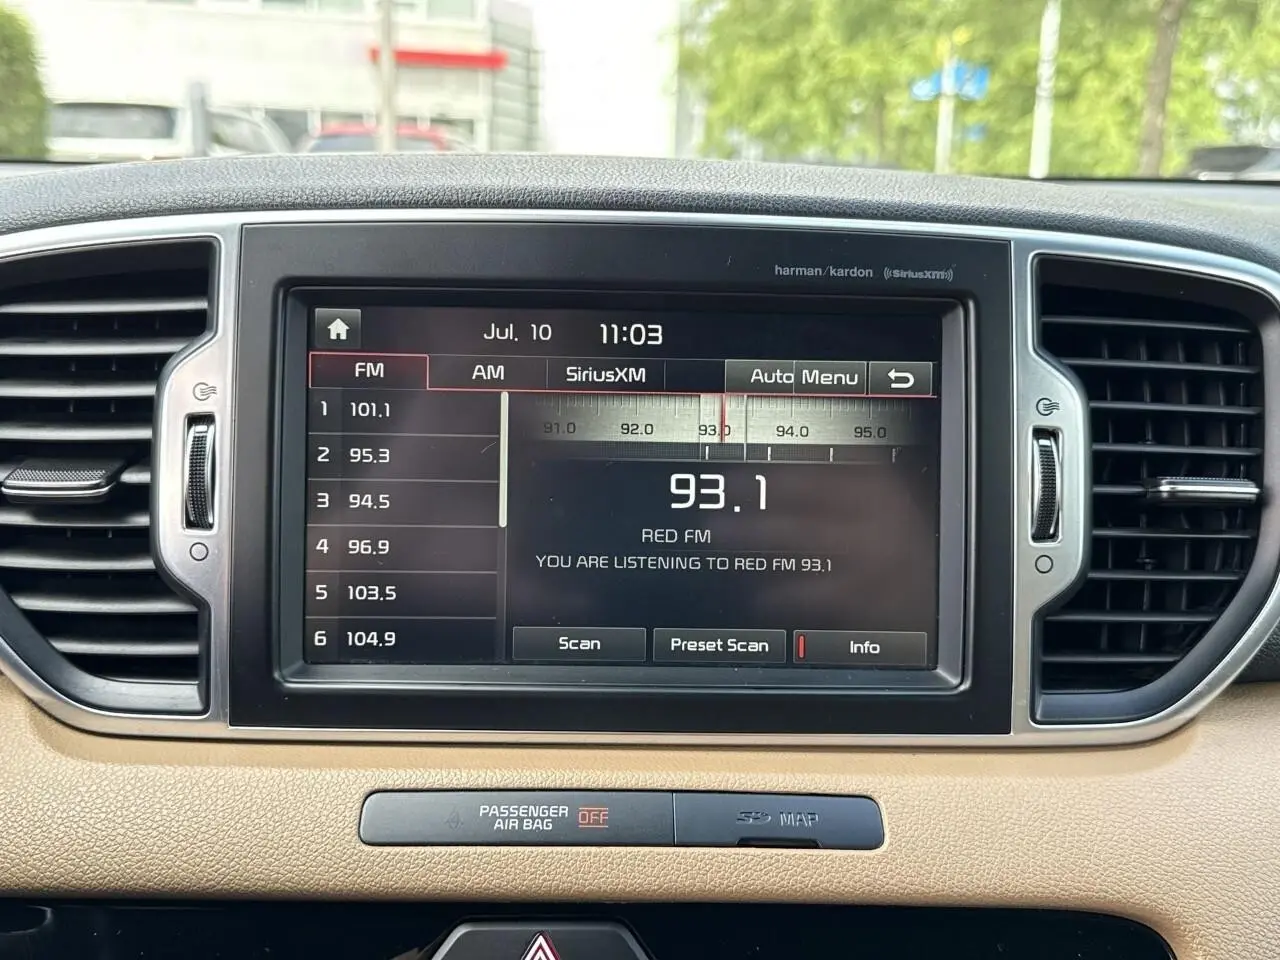 harman/kardon ((SiriusXM))
Jul. 10 11:03
FM AM SiriusXM Auto Menu
1 101.1
2 95.3
3 94.5
4 96.9
5 103.5
6 104.9
91.0 92.0 93.0 94.0 95.0
93.1
RED FM
YOU ARE LISTENING TO RED FM 93.1
Scan Preset Scan Info
PASSENGER
AIR BAG OFF
SD MAP